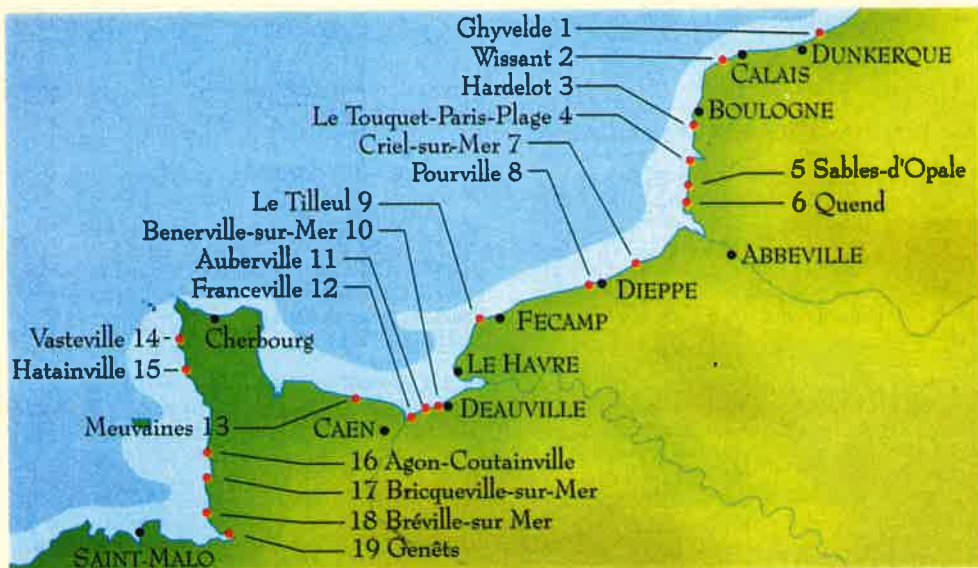 Ghyvelde 1
Wissant 2
DUNKERQUE
CALAIS
Hardelot 3
BOULOGNE
Le Touquet-Paris-Plage 4
Criel-sur-Mer 7
5 Sables-d'Opale
Pourville 8
6 Quend
Le Tilleul 9
Benerville-sur-Mer 10
ABBEVILLE
Auberville 11
Franceville 12
DIEPPE
FECAMP
Vasteville 14
Cherbourg
Hatainville 15
LE HAVRE
DEAUVILLE
Meuvaines 13
CAEN
16 Agon-Coutainville
17 Bricqueville-sur-Mer
18 Bréville-sur Mer
19 Genêts
SAINT-MALO